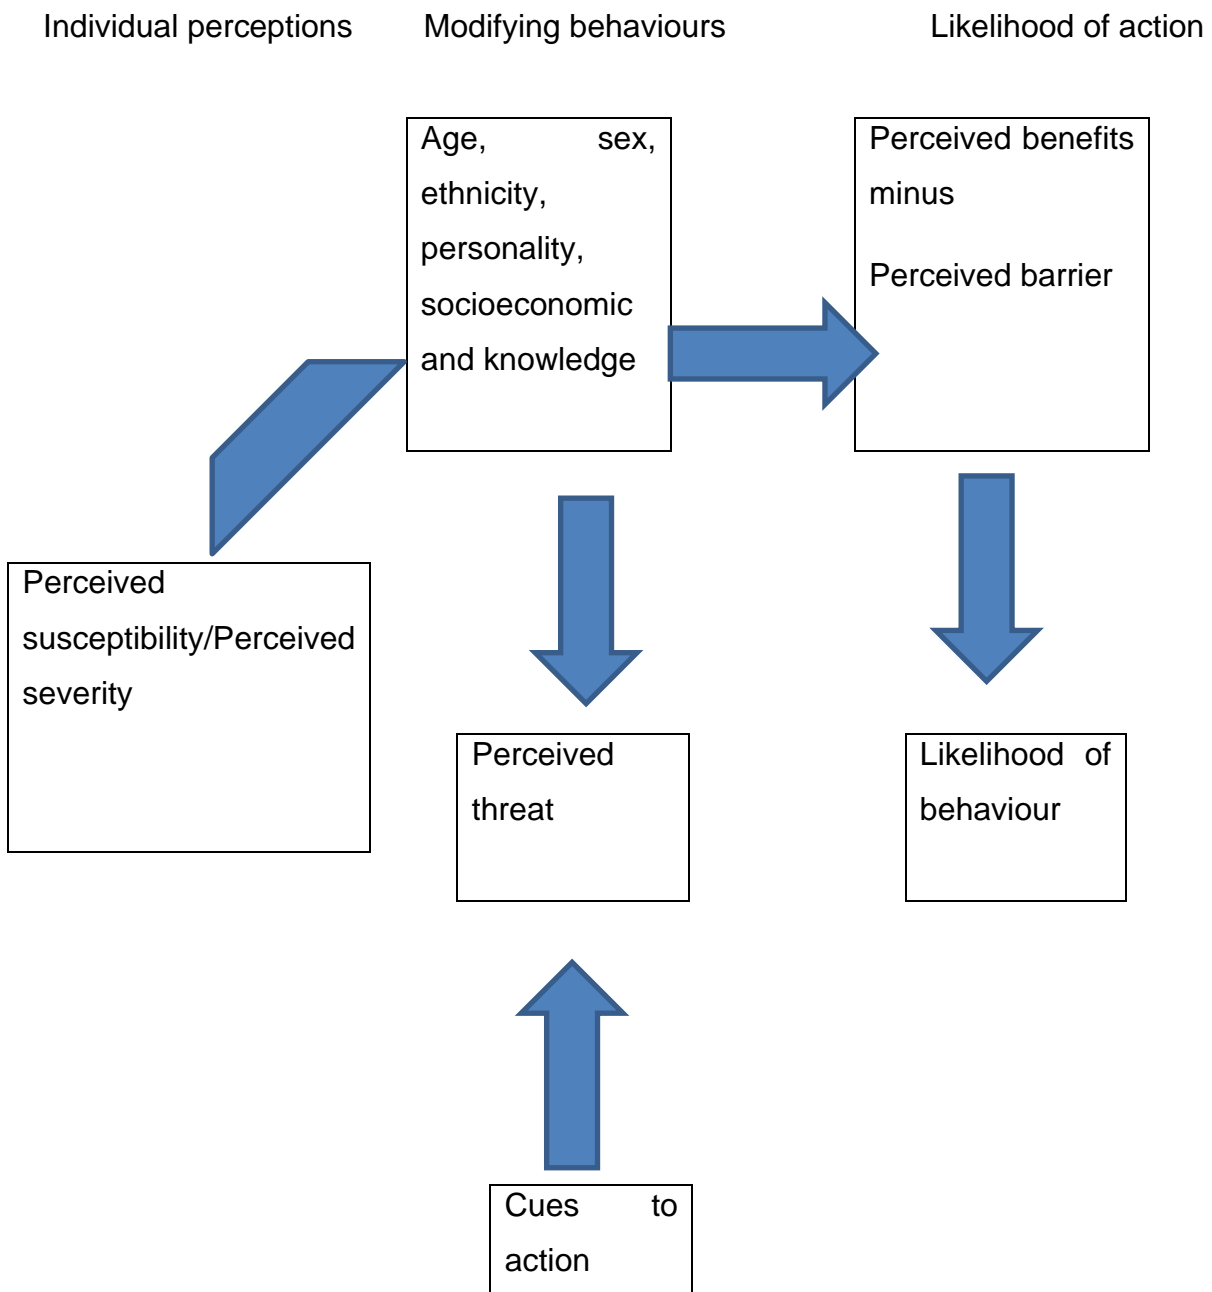 Individual perceptions Modifying behaviours Likelihood of action
Age, sex,
ethnicity,
personality,
socioeconomic
and knowledge
Perceived benefits
minus
Perceived barrier
Perceived
susceptibility/Perceived
severity
Perceived
threat
Likelihood of
behaviour
Cues to
action